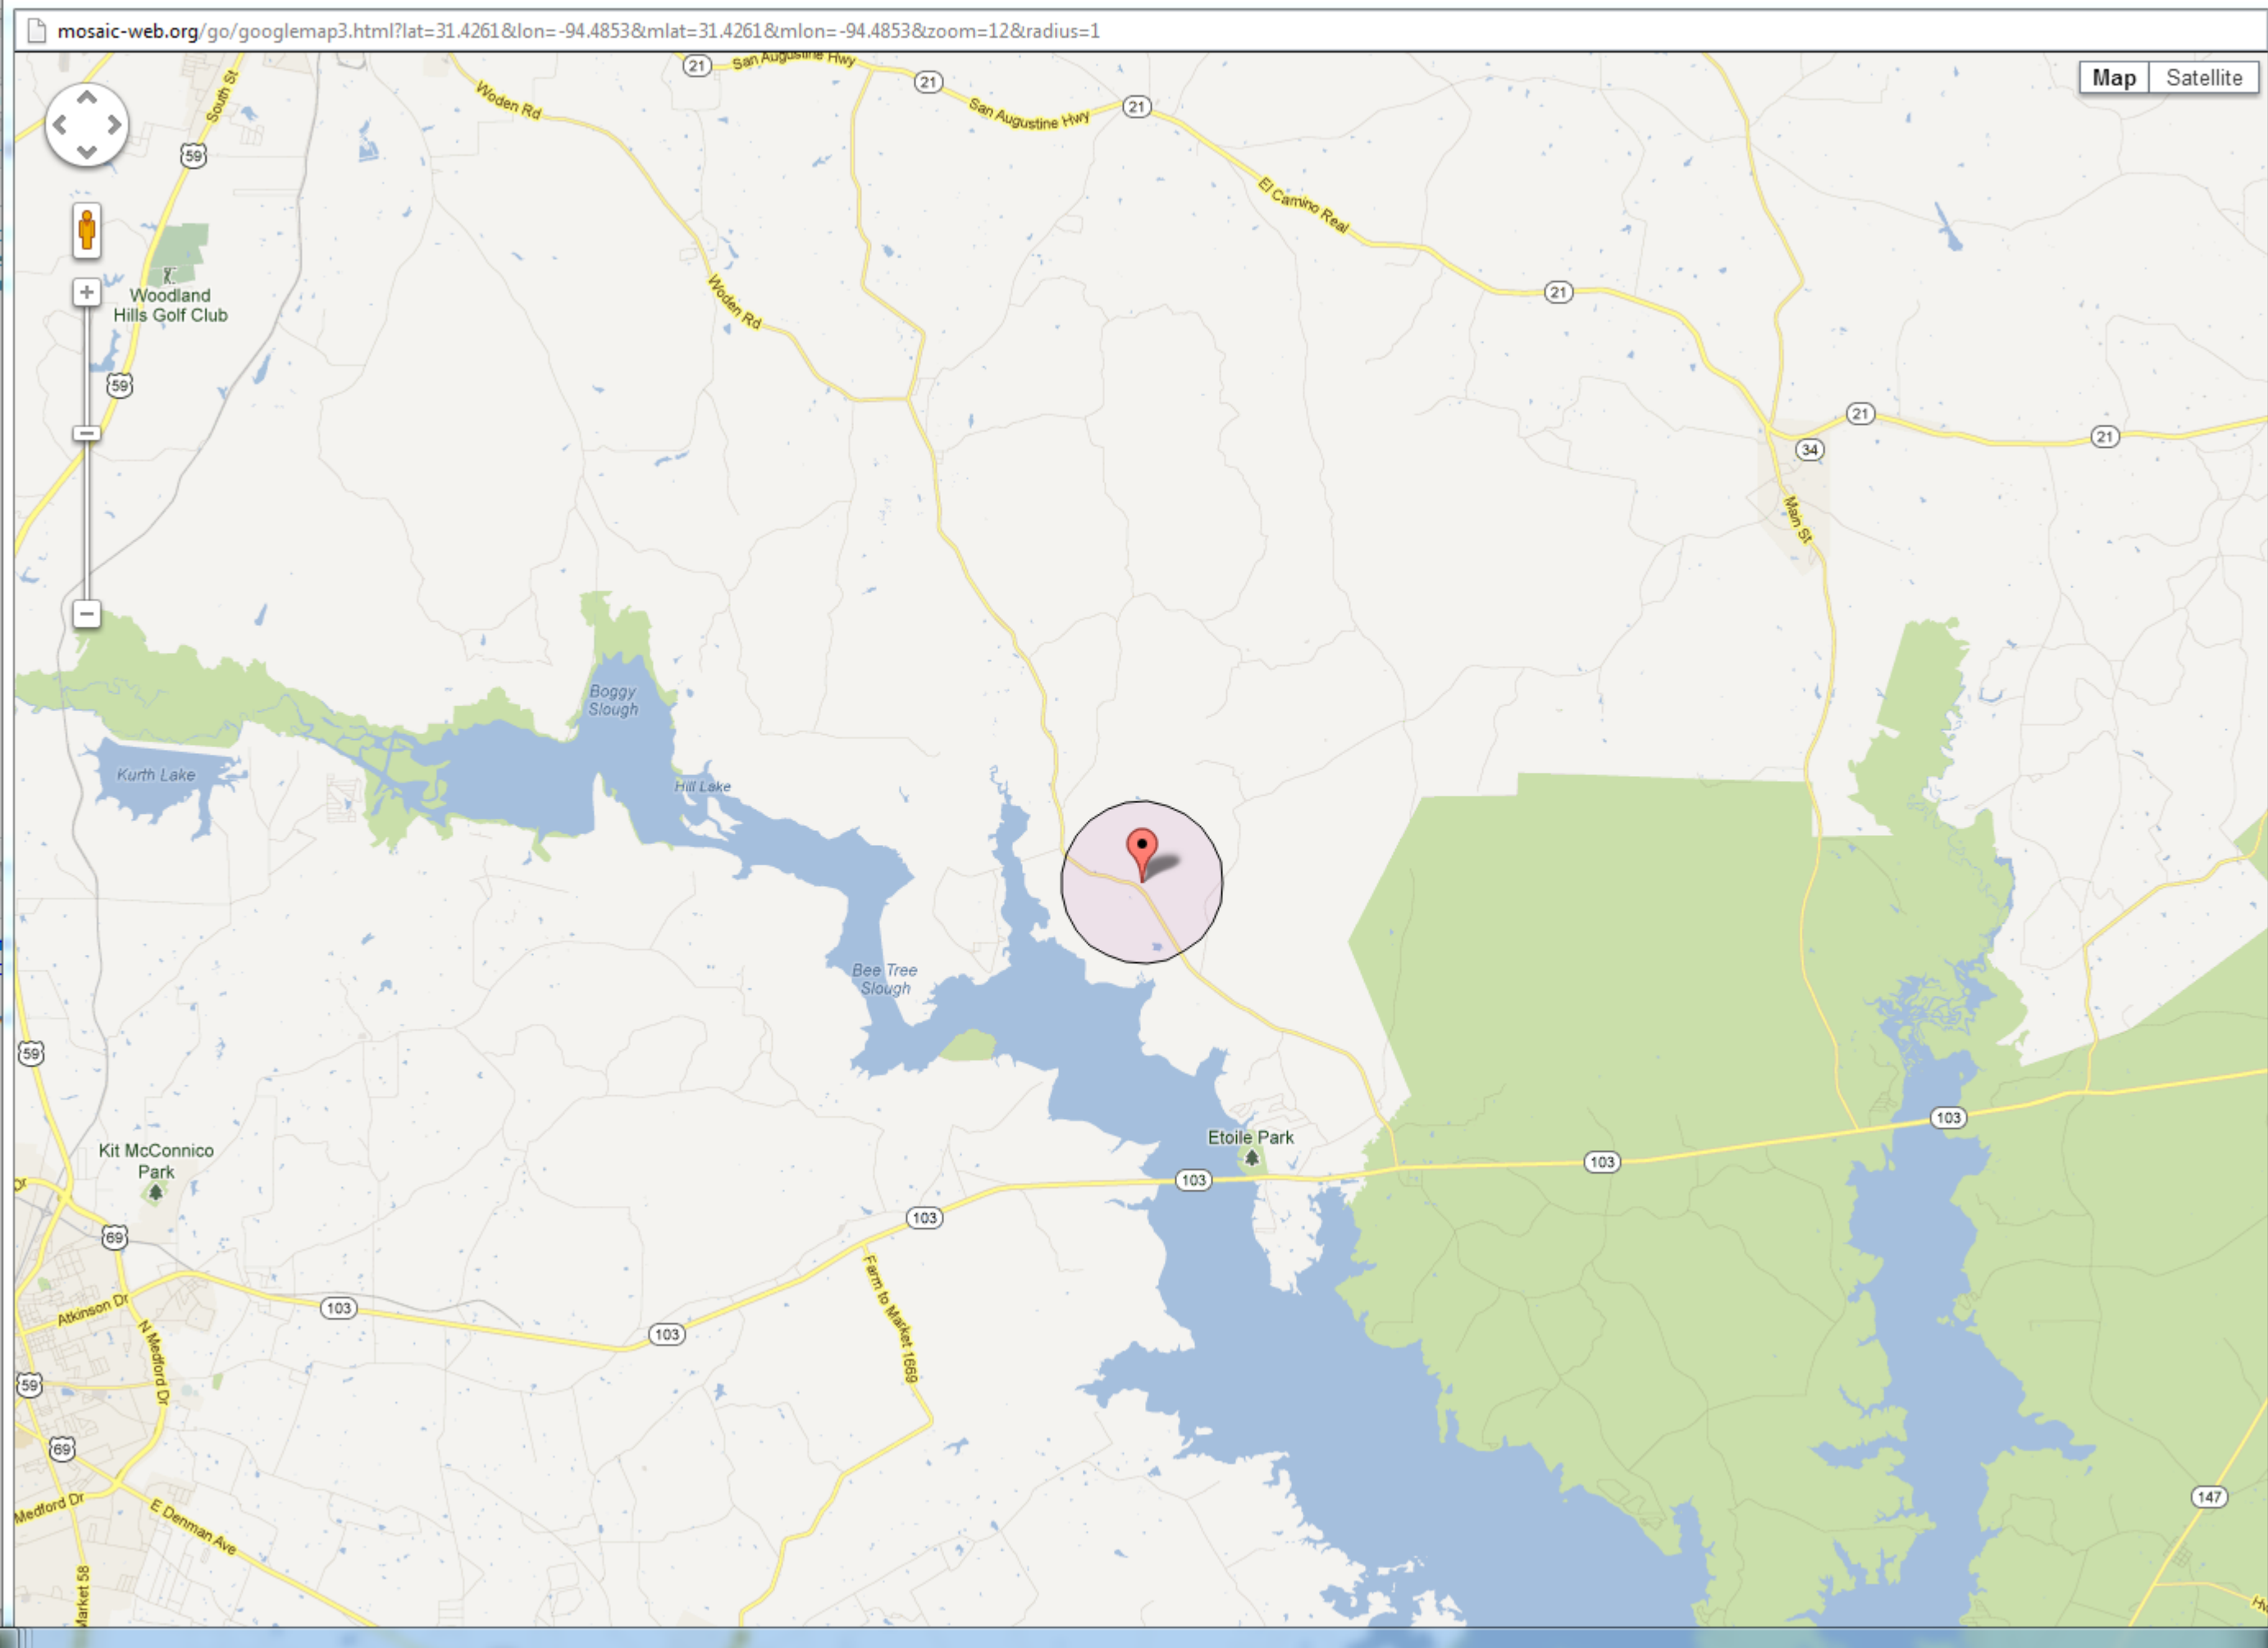 mosaic-web.org/go/googlemap3.html?lat=31.4261&lon=-94.4853&mlat=31.4261&mlon=-94.4853&zoom=12&radius=1
Map
Satellite
21
San Augustine Hwy
21
San Augustine Hwy
21
South St
Woden Rd
59
El Camino Real
Woodland
Hills Golf Club
Woden Rd
21
59
21
21
34
Main St
Boggy
Slough
Kurth Lake
Hill Lake
Bee Tree
Slough
59
103
Etoile Park
Kit McConnico
Park
103
103
Dr
103
69
Farm to Market 1669
Atkinson Dr
103
103
N Medford Dr
59
69
147
Medford Dr
E Denman Ave
Market 58